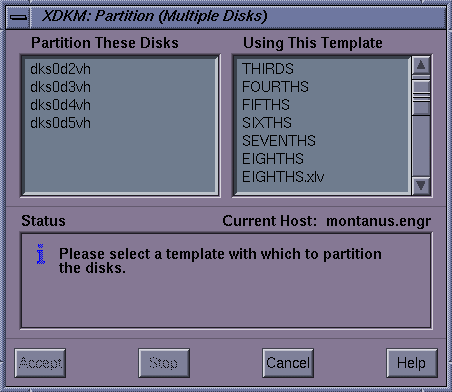 XDKM: Partition (Multiple Disks)
Partition These Disks
dks0d2vh
dks0d3vh
dks0d4vh
dks0d5vh
Using This Template
THIRDS
FOURTHS
FIFTHS
SIXTHS
SEVENTHS
EIGHTHS
EIGHTHS.xlv
Status
Current Host: montanus.engr
Please select a template with which to partition
the disks.
Accept
Stop
Cancel
Help